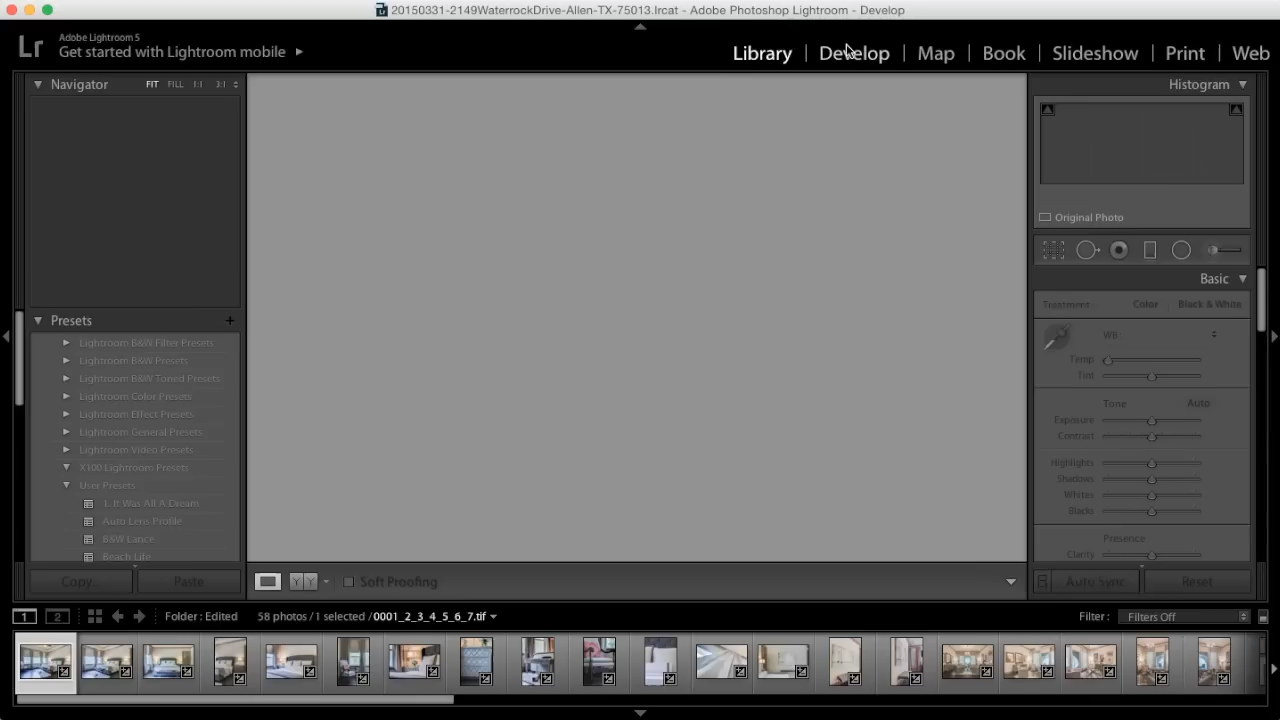 20150331-2149WaterrockDrive-Allen-TX-75013.lrcat - Adobe Photoshop Lightroom - Develop
Lr
Adobe Lightroom 5
Get started with Lightroom mobile
Library | Develop | Map | Book | Slideshow | Print | Web
Navigator FIT FILL 1:1 3:1
Histogram
Original Photo
Presets +
Basic
Lightroom B&W Filter Presets
Lightroom B&W Presets
Lightroom B&W Toned Presets
Lightroom Color Presets
Lightroom Effect Presets
Lightroom General Presets
Lightroom Video Presets
X100 Lightroom Presets
User Presets
1. It Was All A Dream
Auto Lens Profile
B&W Lance
Beach Life
Treatment: Color Black & White
WB:
Temp
Tint
Tone Auto
Exposure
Contrast
Highlights
Shadows
Whites
Blacks
Presence
Clarity
Copy... Paste
Y Y
Soft Proofing
Auto Sync Reset
1 2
Folder : Edited
58 photos / 1 selected / 0001_2_3_4_5_6_7.tif
Filter : Filters Off